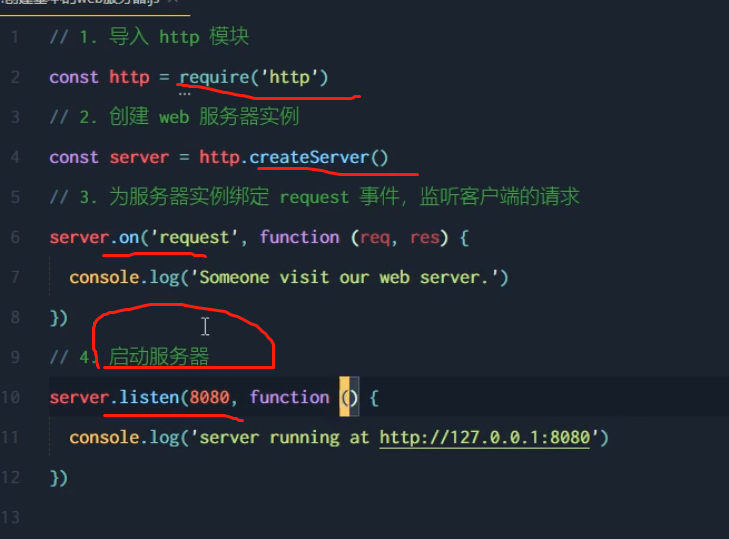 创建基本的web服务器.js
1 // 1. 导入 http 模块
2 const http = require('http')
3 // 2. 创建 web 服务器实例
4 const server = http.createServer()
5 // 3. 为服务器实例绑定 request 事件，监听客户端的请求
6 server.on('request', function (req, res) {
7 console.log('Someone visit our web server.')
8 })
9 // 4. 启动服务器
10 server.listen(8080, function () {
11 console.log('server running at http://127.0.0.1:8080')
12 })
13